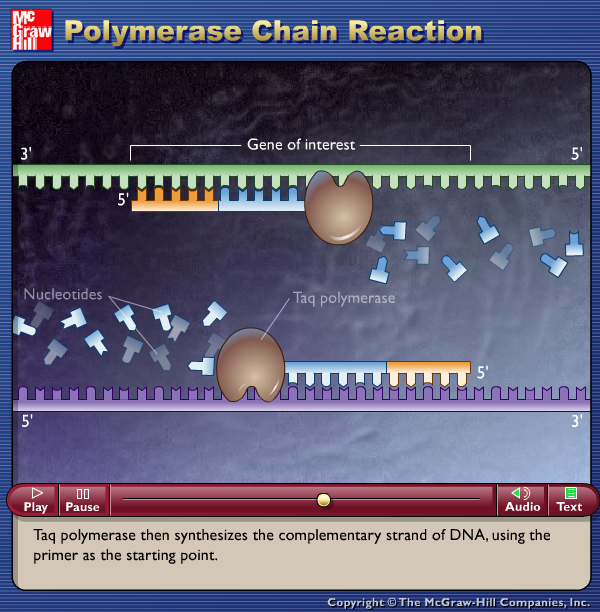 Mc
Graw
Hill
Polymerase Chain Reaction
Gene of interest
3'
5'
5'
Nucleotides
Taq polymerase
5'
5'
3'
Play
Pause
Audio
Text
Taq polymerase then synthesizes the complementary strand of DNA, using the
primer as the starting point.
Copyright © The McGraw-Hill Companies, Inc.